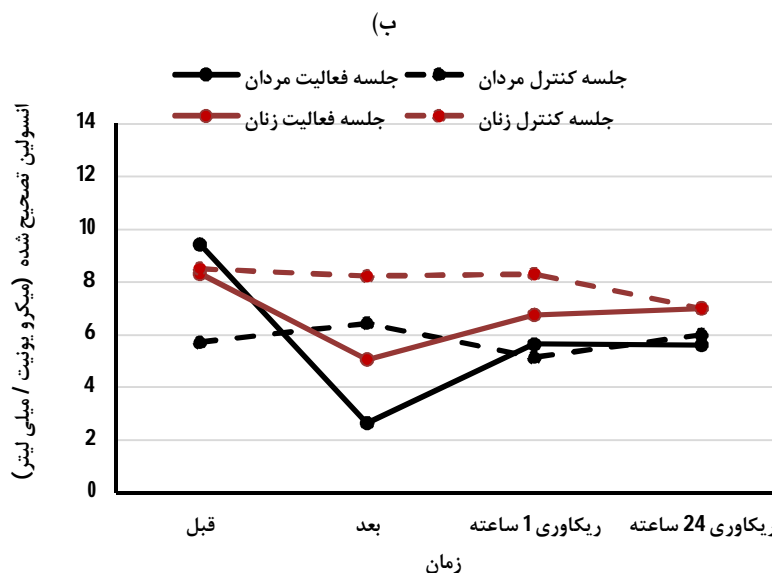 ب)
جلسه فعالیت مردان
جلسه کنترل مردان
جلسه فعالیت زنان
جلسه کنترل زنان
انسولین تصحیح شده (میکرو یونیت / میلی لیتر)
14
12
10
8
6
4
2
0
قبل
بعد
ریکاوری 1 ساعته
ریکاوری 24 ساعته
زمان